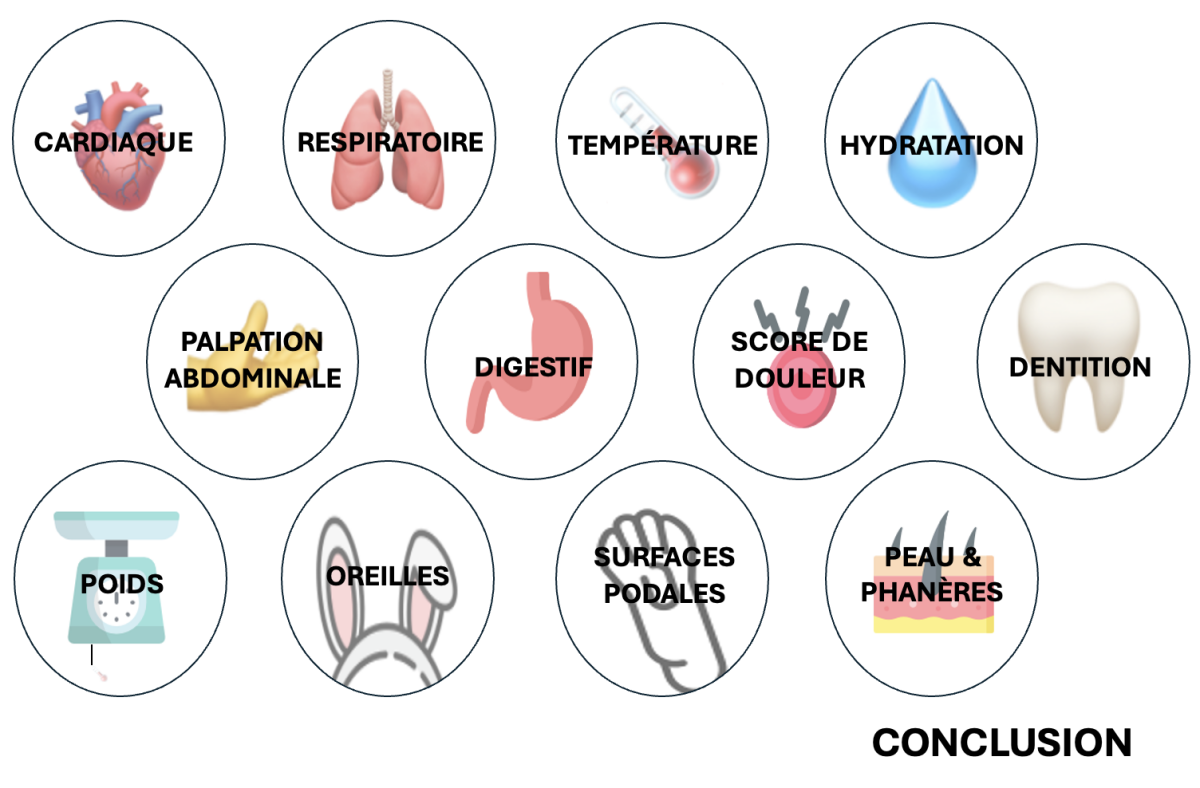 CARDIAQUE
RESPIRATOIRE
TEMPÉRATURE
HYDRATATION
PALPATION
ABDOMINALE
DIGESTIF
SCORE DE
DOULEUR
DENTITION
POIDS
OREILLES
SURFACES
PODALES
PEAU &
PHANÈRES
CONCLUSION